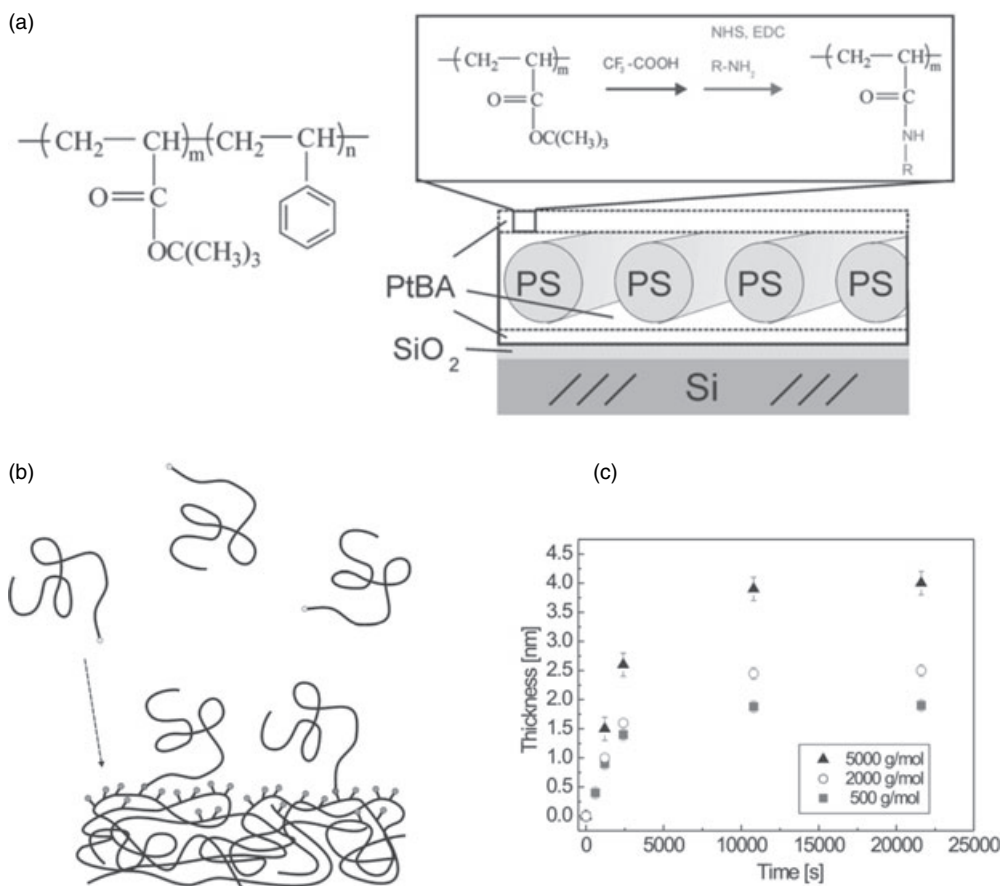 (a)
NHS, EDC
—(CH₂—CH)m CF₃-COOH R-NH₂ —(CH₂—CH)m
O=C O=C
OC(CH₃)₃ NH
R
—(CH₂—CH)m(CH₂—CH)n—
O=C
OC(CH₃)₃
PS PS PS PS
PtBA
SiO₂
Si
(b)
(c)
4.5
4.0
3.5
3.0
2.5
2.0
1.5
1.0
0.5
0.0
Thickness [nm]
5000 g/mol
2000 g/mol
500 g/mol
0 5000 10000 15000 20000 25000
Time [s]